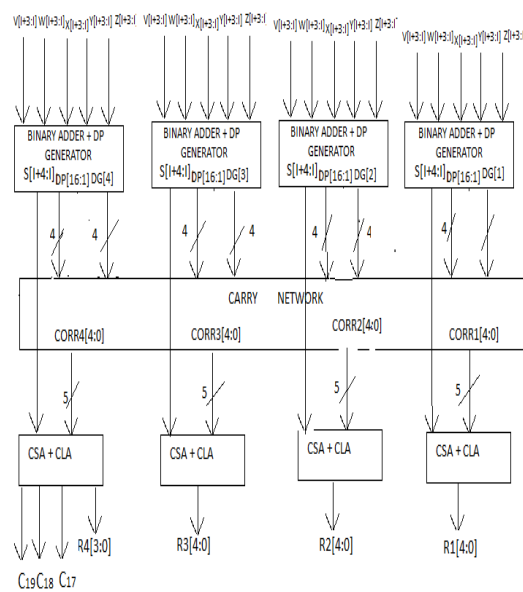 V[I+3:I] W[I+3:I] X[I+3:I] Y[I+3:I] Z[I+3:I] V[I+3:I] W[I+3:I] X[I+3:I] Y[I+3:I] Z[I+3:I] V[I+3:I] W[I+3:I] X[I+3:I] Y[I+3:I] Z[I+3:I] V[I+3:I] W[I+3:I] X[I+3:I] Y[I+3:I] Z[I+3:I]
BINARY ADDER + DP BINARY ADDER + DP BINARY ADDER + DP BINARY ADDER + DP
GENERATOR GENERATOR GENERATOR GENERATOR
S[I+4:I] DP[16:1] DG[4] S[I+4:I] DP[16:1] DG[3] S[I+4:I] DP[16:1] DG[2] S[I+4:I] DP[16:1] DG[1]
4 4 4 4 4 4 4
CARRY NETWORK
CORR4[4:0] CORR3[4:0] CORR2[4:0] CORR1[4:0]
5 5 5 5
CSA + CLA CSA + CLA CSA + CLA CSA + CLA
R4[3:0] R3[4:0] R2[4:0] R1[4:0]
C19 C18 C17